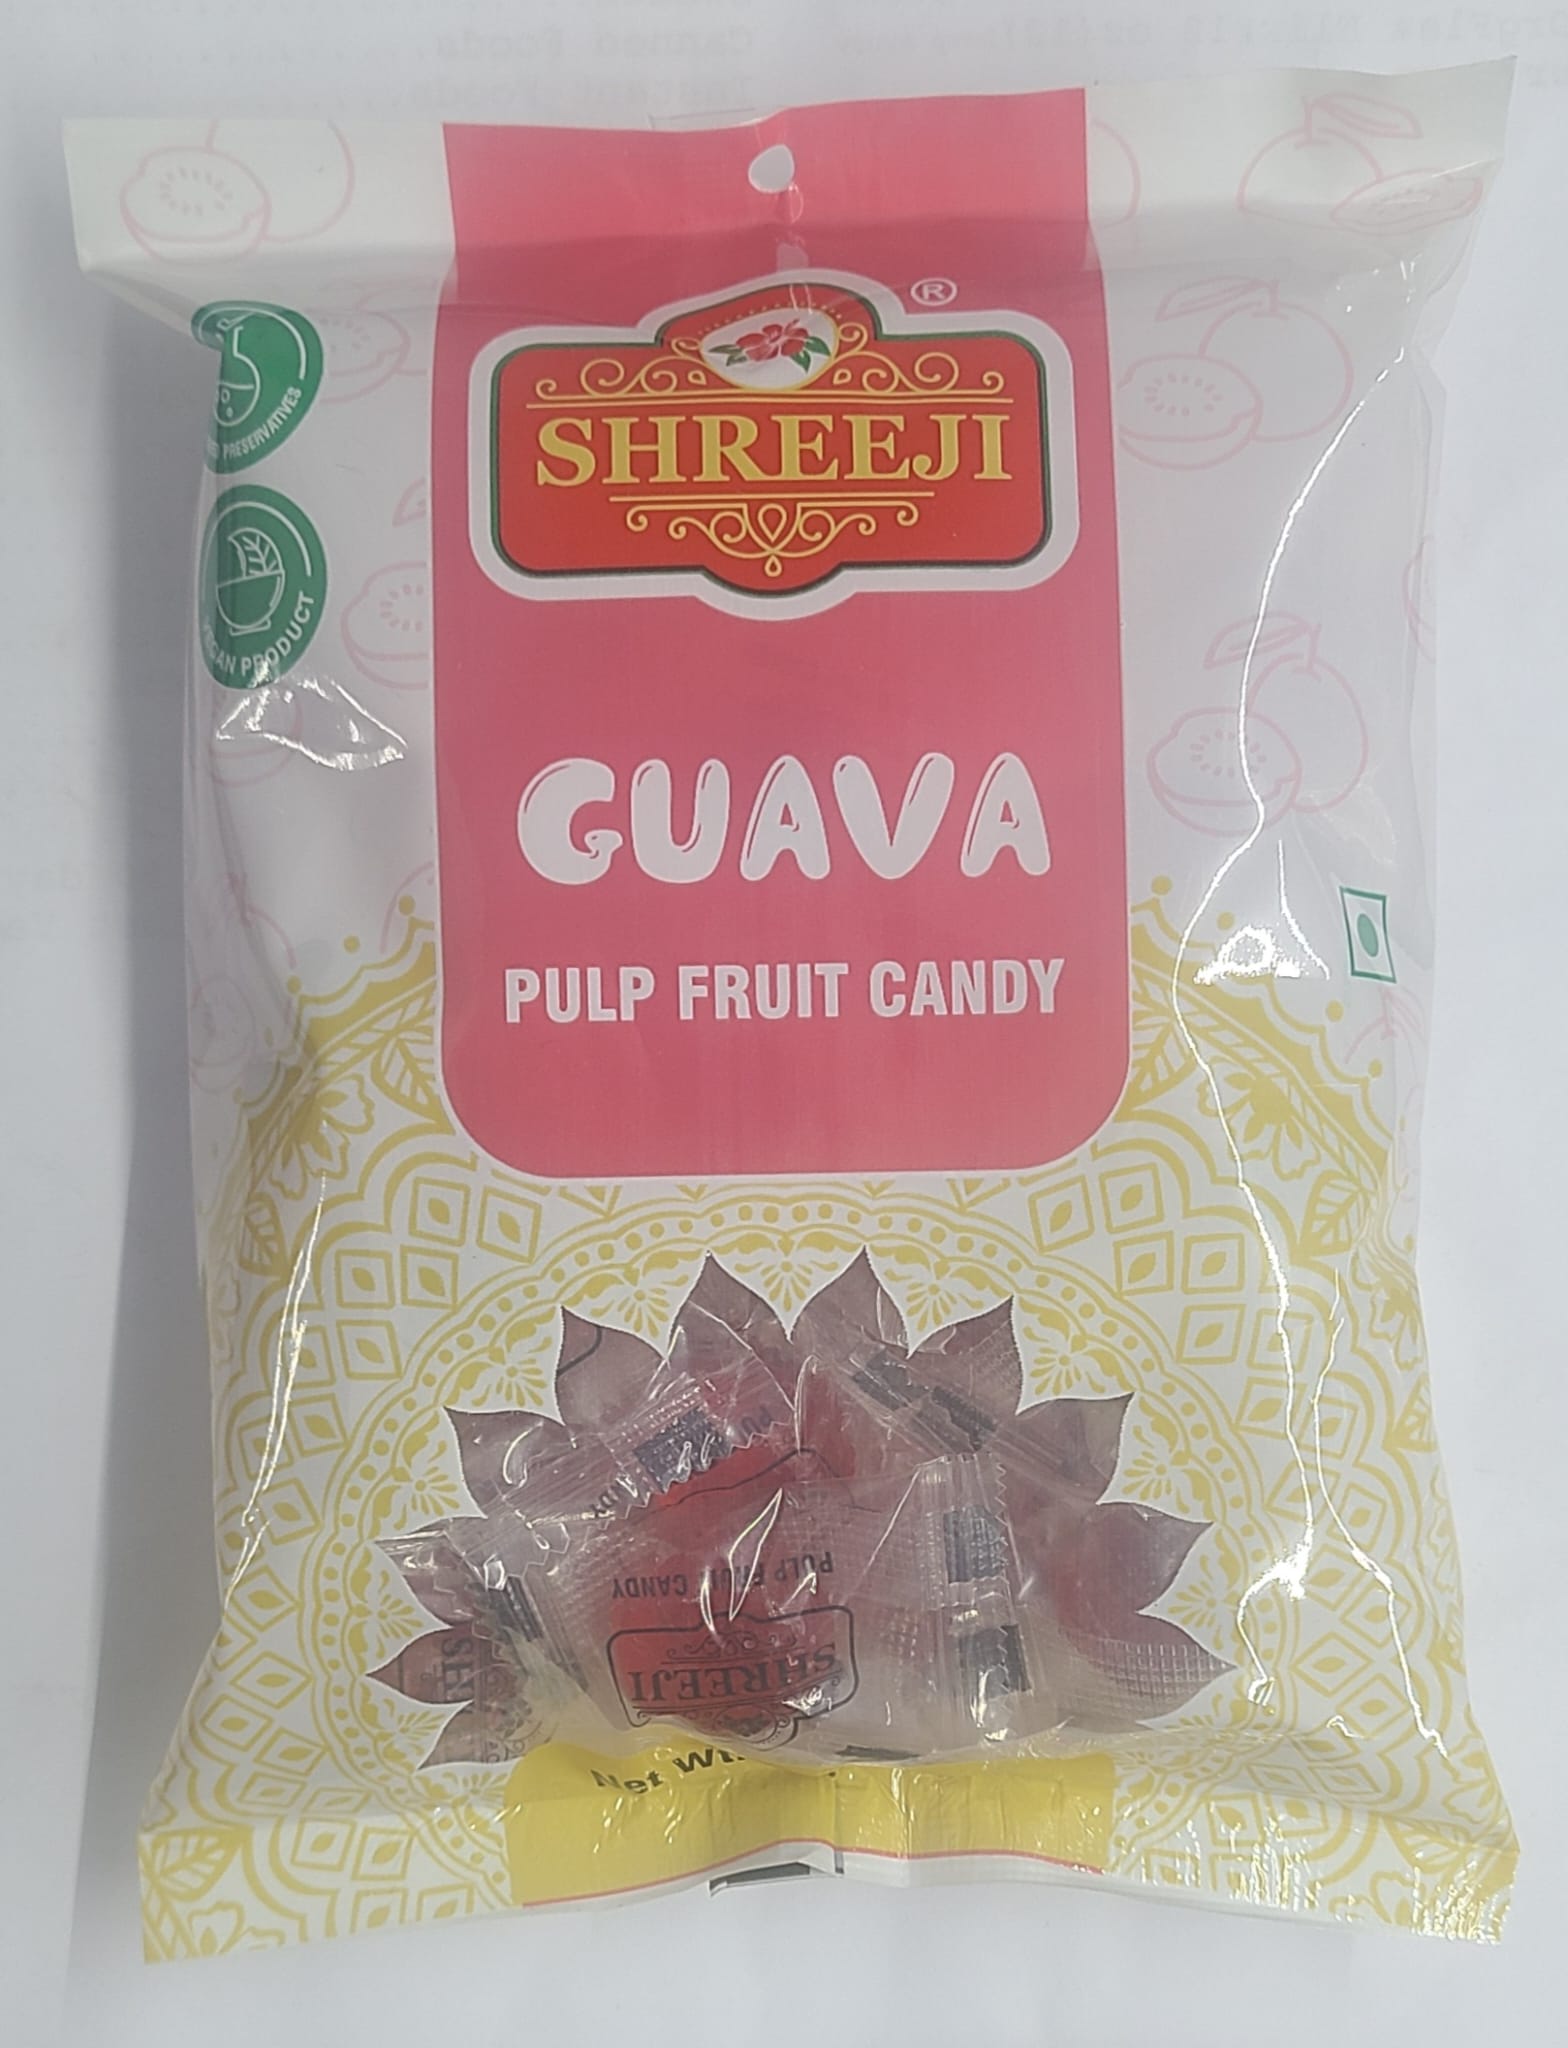 ®
SHREEJI
PRESERVATIVES
VEGAN PRODUCT
GUAVA
PULP FRUIT CANDY
PULP FRUIT CANDY
SHREEJI
Net Wt.